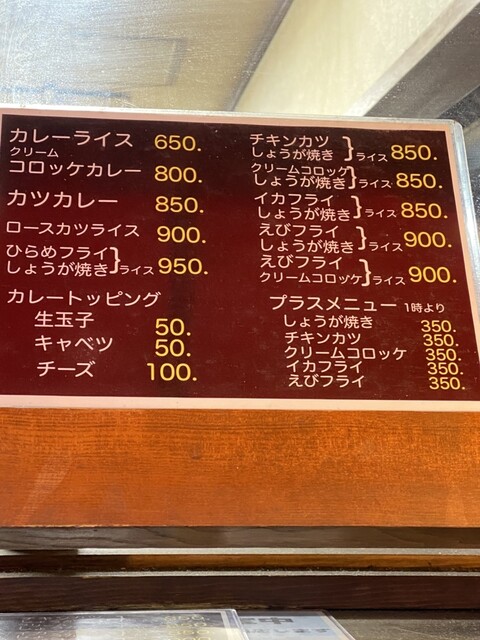 カレーライス 650.
クリーム
コロッケカレー 800.
カツカレー 850.
ロースカツライス 900.
ひらめフライ
しょうが焼き}ライス 950.
カレートッピング
生玉子 50.
キャベツ 50.
チーズ 100.
チキンカツ
しょうが焼き}ライス 850.
クリームコロッケ
しょうが焼き}ライス 850.
イカフライ
しょうが焼き}ライス 850.
えびフライ
しょうが焼き}ライス 900.
えびフライ
クリームコロッケ}ライス 900.
プラスメニュー 1時より
しょうが焼き 350.
チキンカツ 350.
クリームコロッケ 350.
イカフライ 350.
えびフライ 350.